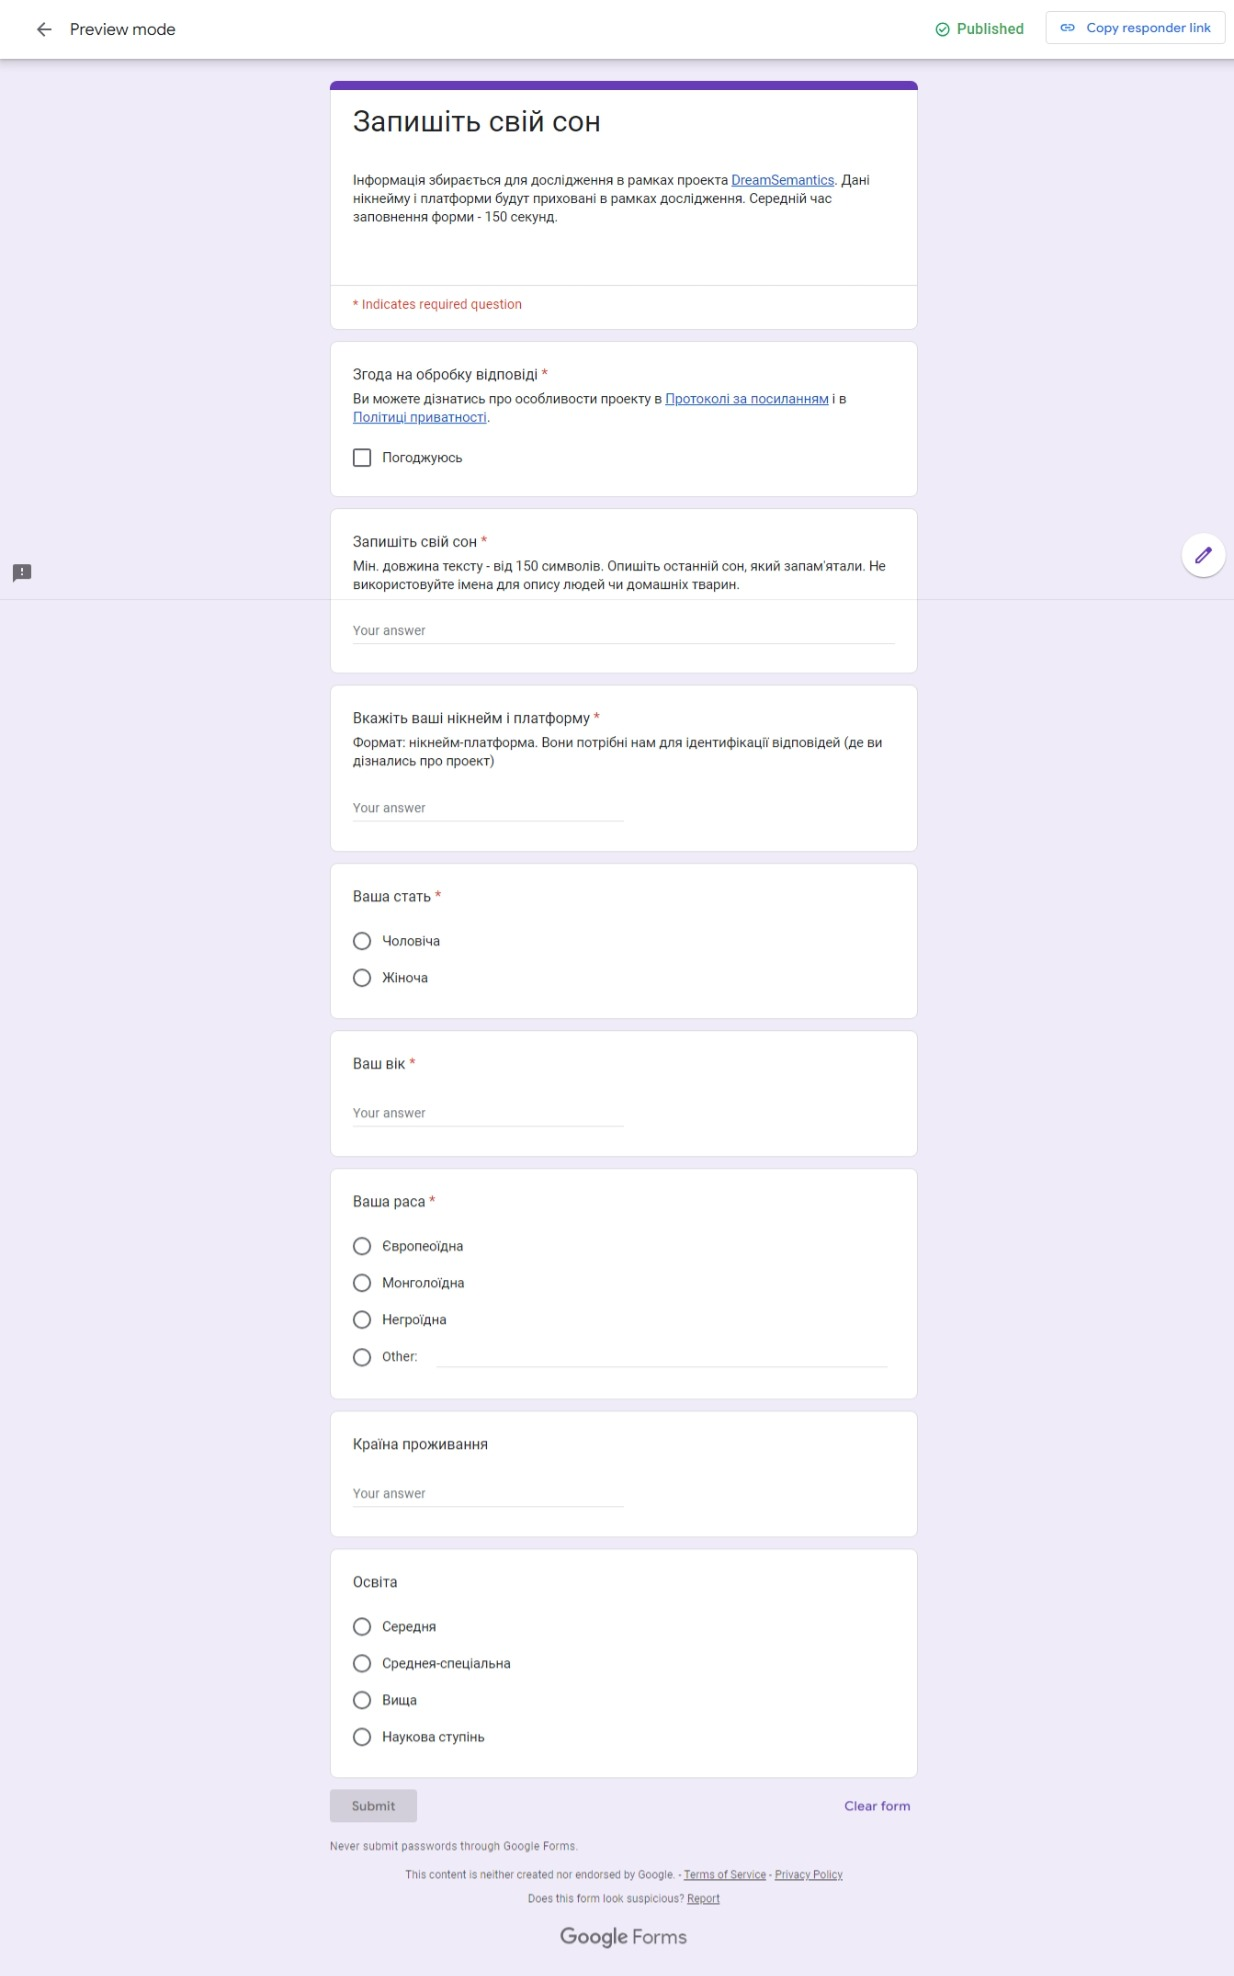 Preview mode
Published
Copy responder link
Запишіть свій сон
Інформація збирається для дослідження в рамках проекта DreamSemantics. Дані
нікнейму і платформи будут приховані в рамках дослідження. Середній час
заповнення форми - 150 секунд.
* Indicates required question
Згода на обробку відповіді *
Ви можете дізнатись про особливости проекту в Протоколі за посиланням і в
Політиці приватності.
Погоджуюсь
Запишіть свій сон *
Мін. довжина тексту - від 150 символів. Опишіть останній сон, який запам'ятали. Не
використовуйте імена для опису людей чи домашніх тварин.
Your answer
Вкажіть ваші нікнейм і платформу *
Формат: нікнейм-платформа. Вони потрібні нам для ідентифікації відповідей (де ви
дізнались про проект)
Your answer
Ваша стать *
Чоловіча
Жіноча
Ваш вік *
Your answer
Ваша раса *
Європеоїдна
Монголоїдна
Негроїдна
Other:
Країна проживання
Your answer
Освіта
Середня
Среднея-спеціальна
Вища
Наукова ступінь
Submit
Clear form
Never submit passwords through Google Forms.
This content is neither created nor endorsed by Google. - Terms of Service - Privacy Policy
Does this form look suspicious? Report
Google Forms